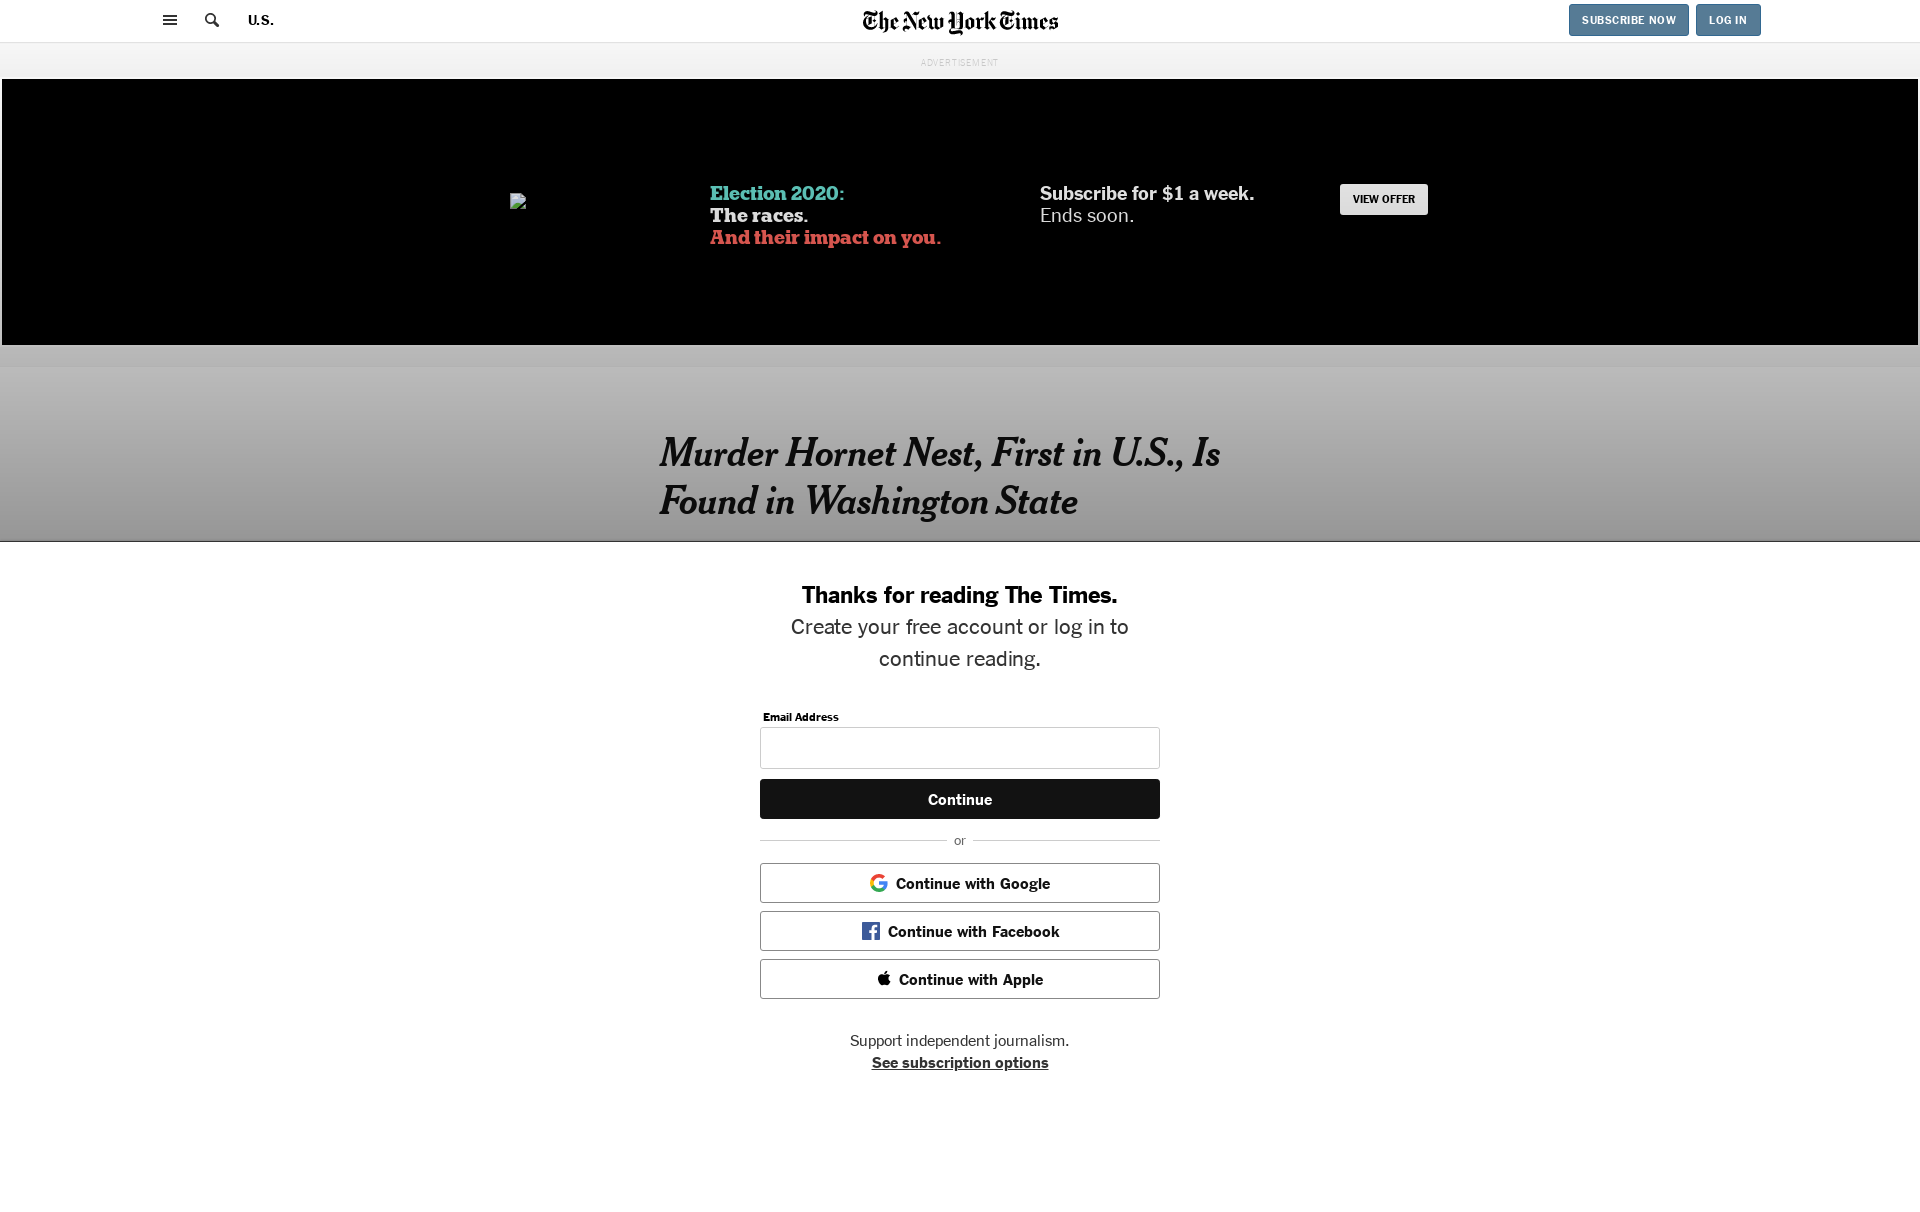 U.S.
The New York Times
SUBSCRIBE NOW
LOG IN
ADVERTISEMENT
Election 2020:
The races.
And their impact on you.
Subscribe for $1 a week.
Ends soon.
VIEW OFFER
Murder Hornet Nest, First in U.S., Is
Found in Washington State
Thanks for reading The Times.
Create your free account or log in to
continue reading.
Email Address
Continue
or
Continue with Google
Continue with Facebook
Continue with Apple
Support independent journalism.
See subscription options